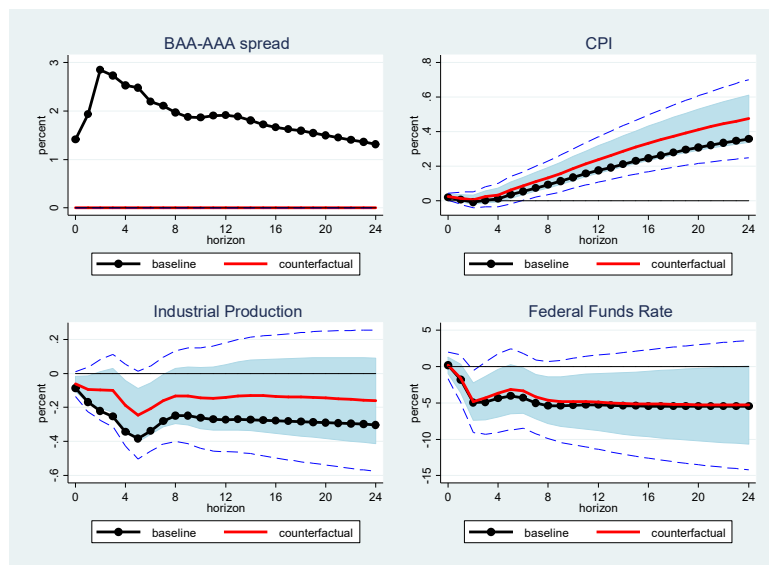 BAA-AAA spread
CPI
percent
3
2
1
0
0 4 8 12 16 20 24
horizon
baseline counterfactual
percent
.8
.6
.4
.2
0
0 4 8 12 16 20 24
horizon
baseline counterfactual
Industrial Production
Federal Funds Rate
percent
.2
0
-.2
-.4
-.6
0 4 8 12 16 20 24
horizon
baseline counterfactual
percent
5
0
-5
-10
-15
0 4 8 12 16 20 24
horizon
baseline counterfactual